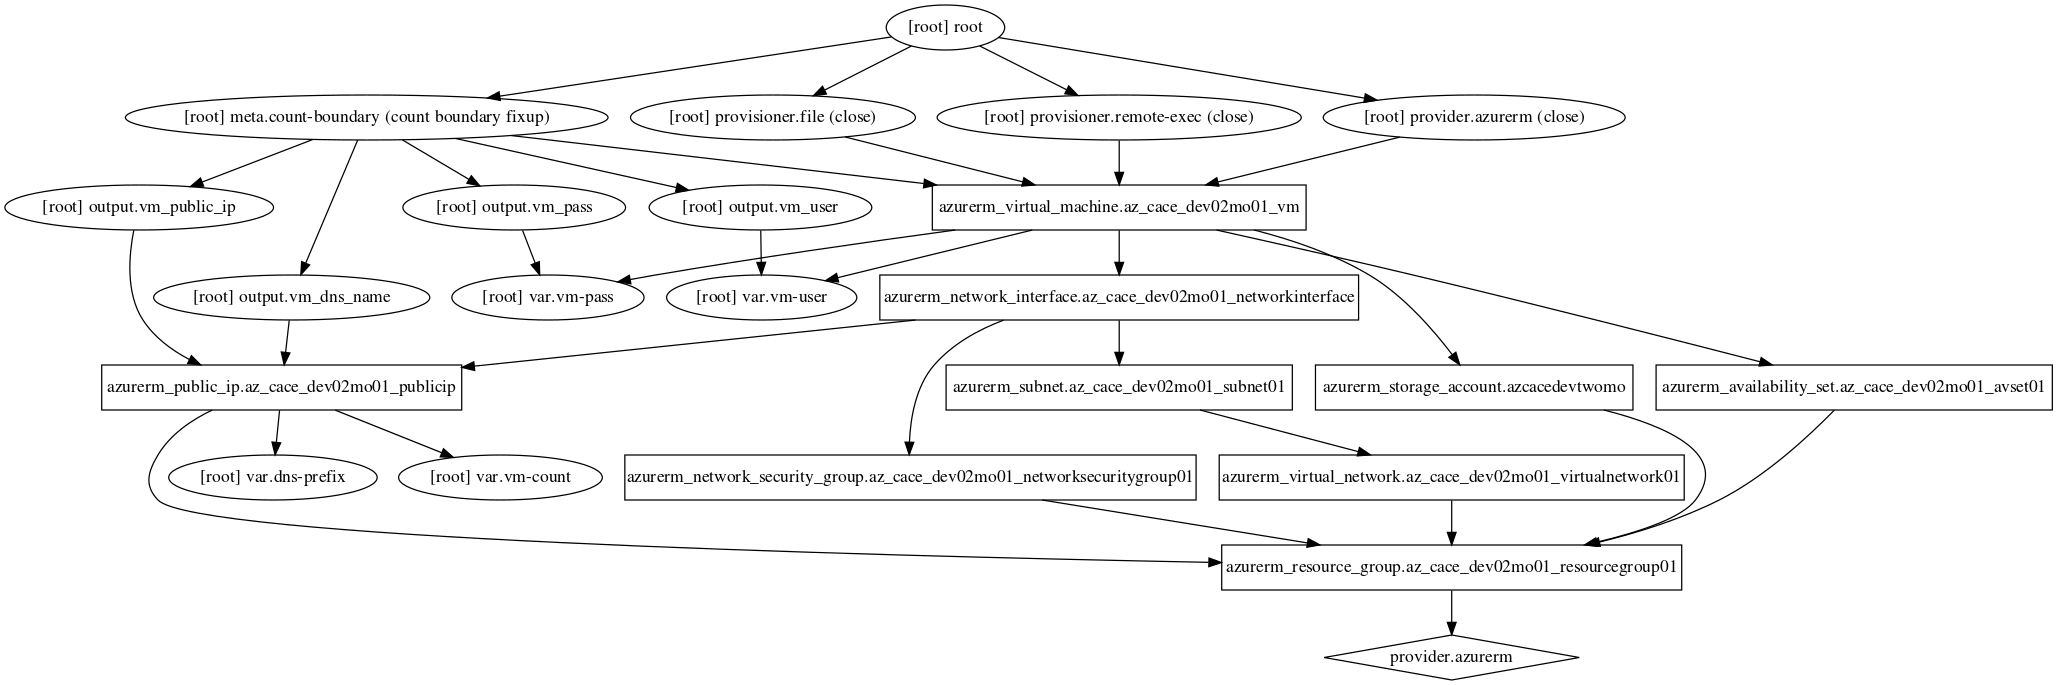 [root] root
[root] meta.count-boundary (count boundary fixup)
[root] provisioner.file (close)
[root] provisioner.remote-exec (close)
[root] provider.azurerm (close)
[root] output.vm_public_ip
[root] output.vm_pass
[root] output.vm_user
azurerm_virtual_machine.az_cace_dev02mo01_vm
[root] output.vm_dns_name
[root] var.vm-pass
[root] var.vm-user
azurerm_network_interface.az_cace_dev02mo01_networkinterface
azurerm_public_ip.az_cace_dev02mo01_publicip
azurerm_subnet.az_cace_dev02mo01_subnet01
azurerm_storage_account.azcacedevtwomo
azurerm_availability_set.az_cace_dev02mo01_avset01
[root] var.dns-prefix
[root] var.vm-count
azurerm_network_security_group.az_cace_dev02mo01_networksecuritygroup01
azurerm_virtual_network.az_cace_dev02mo01_virtualnetwork01
azurerm_resource_group.az_cace_dev02mo01_resourcegroup01
provider.azurerm